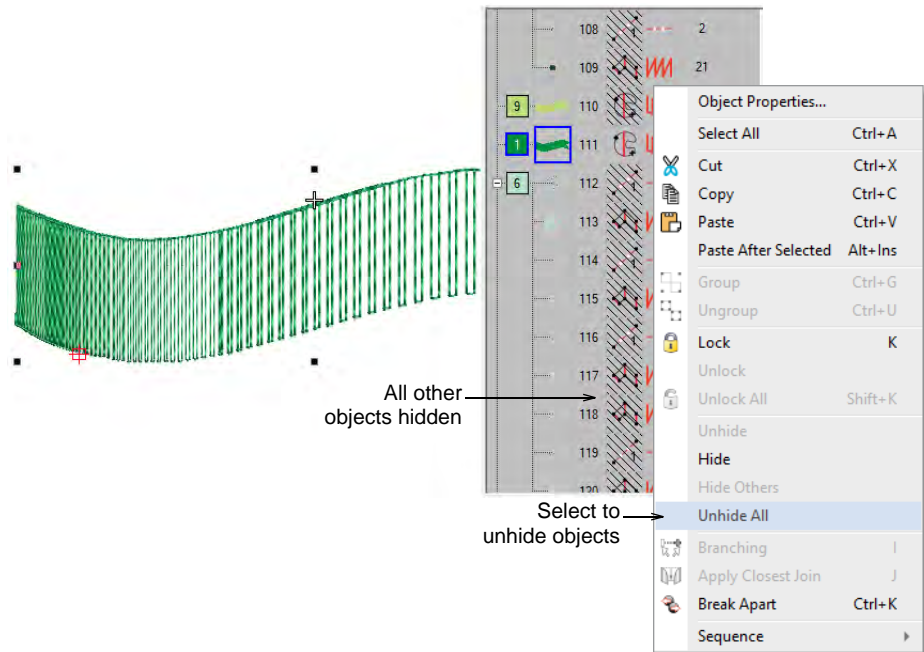 108 2
109 21
9 110
1 111
6 112
113
114
115
116
117
118
119
120
Object Properties...
Select All Ctrl+A
Cut Ctrl+X
Copy Ctrl+C
Paste Ctrl+V
Paste After Selected Alt+Ins
Group Ctrl+G
Ungroup Ctrl+U
Lock K
Unlock
Unlock All Shift+K
Unhide
Hide
Hide Others
Unhide All
Branching I
Apply Closest Join J
Break Apart Ctrl+K
Sequence
All other
objects hidden
Select to
unhide objects